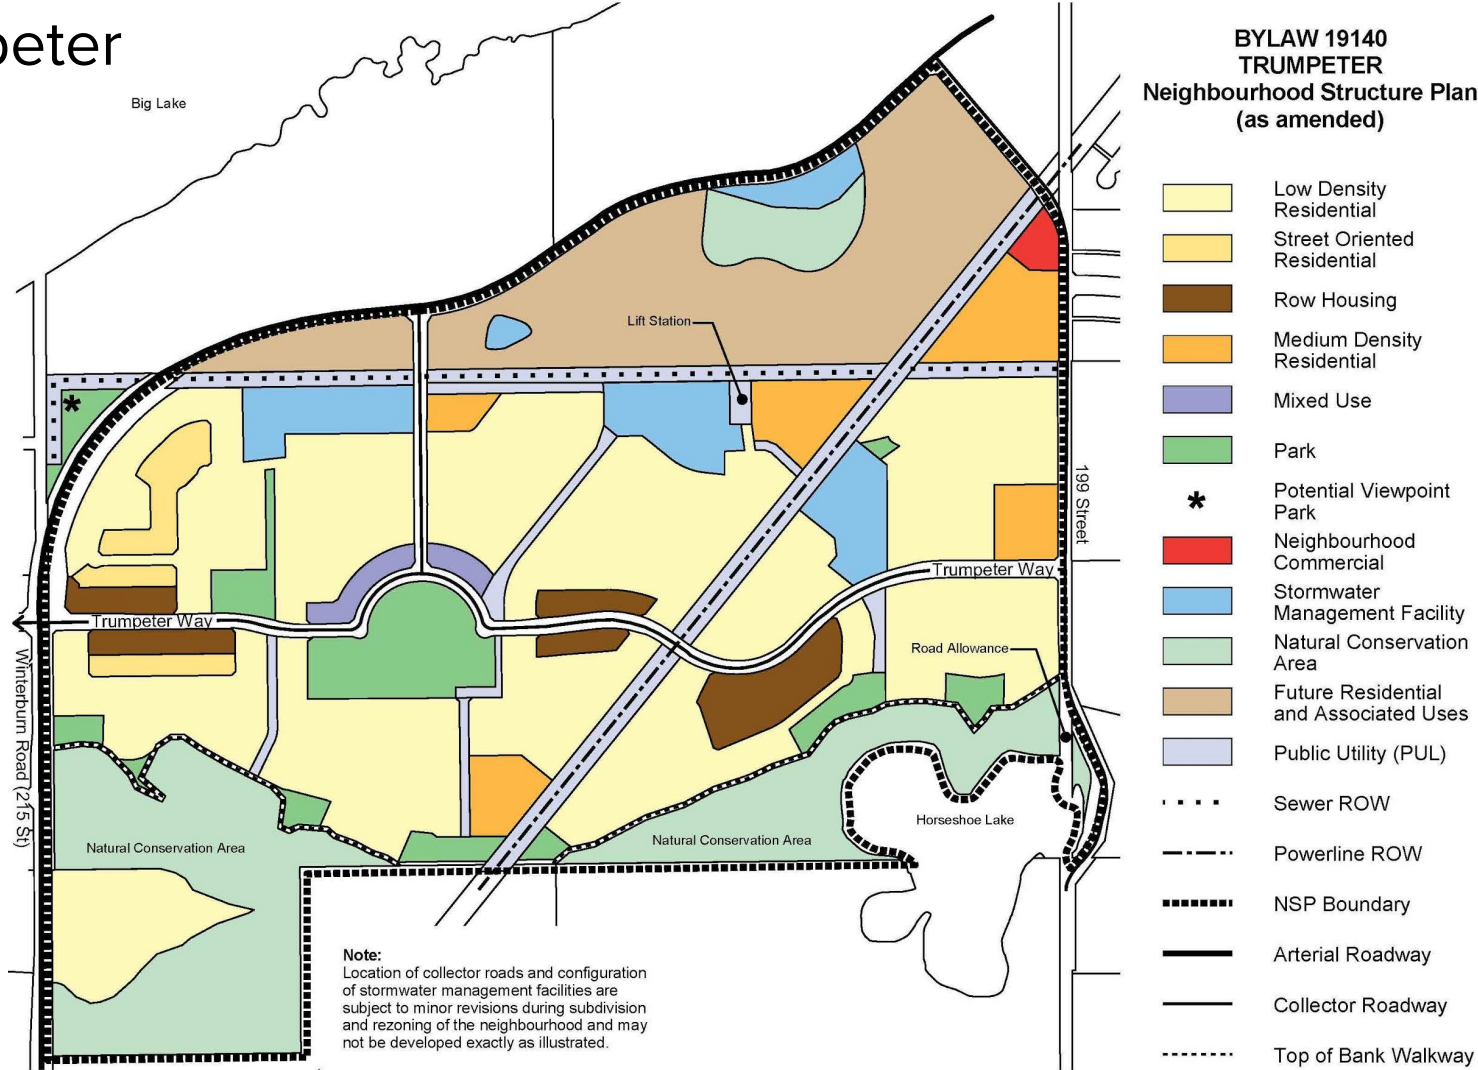 peter
BYLAW 19140
TRUMPETER
Neighbourhood Structure Plan
(as amended)
Low Density
Residential
Street Oriented
Residential
Row Housing
Medium Density
Residential
Mixed Use
Park
*
Potential Viewpoint
Park
Neighbourhood
Commercial
Stormwater
Management Facility
Natural Conservation
Area
Future Residential
and Associated Uses
Public Utility (PUL)
Sewer ROW
Powerline ROW
NSP Boundary
Arterial Roadway
Collector Roadway
Top of Bank Walkway
Big Lake
Lift Station
*
199 Street
Trumpeter Way
Trumpeter Way
Road Allowance
Winterburn Road (215 St)
Horseshoe Lake
Natural Conservation Area
Natural Conservation Area
Note:
Location of collector roads and configuration
of stormwater management facilities are
subject to minor revisions during subdivision
and rezoning of the neighbourhood and may
not be developed exactly as illustrated.